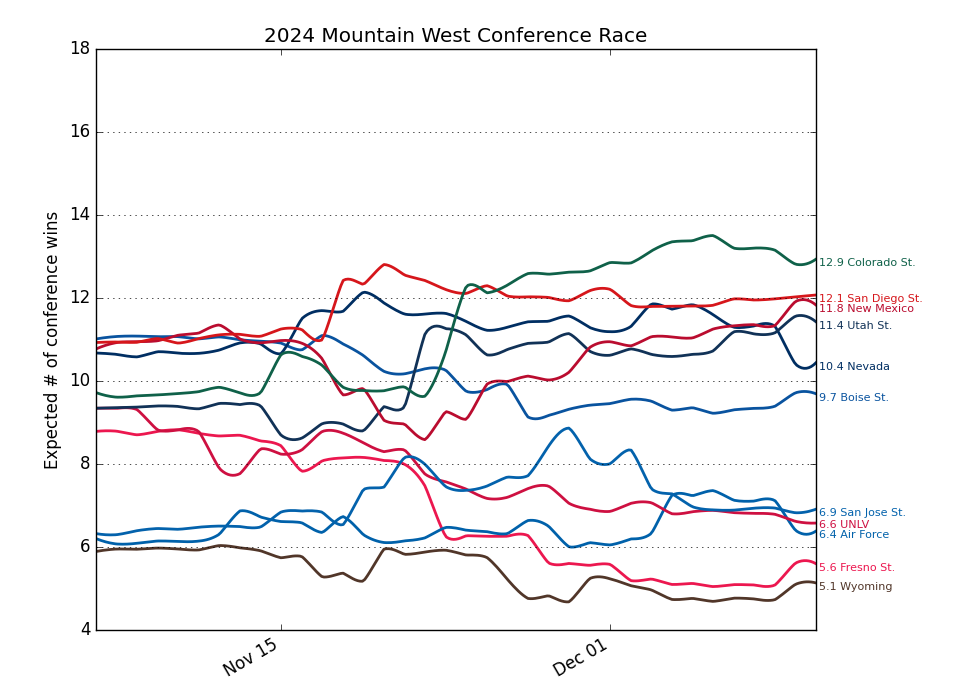 2024 Mountain West Conference Race
Expected # of conference wins
18
16
14
12
10
8
6
4
Nov 15
Dec 01
12.9 Colorado St.
12.1 San Diego St.
11.8 New Mexico
11.4 Utah St.
10.4 Nevada
9.7 Boise St.
6.9 San Jose St.
6.6 UNLV
6.4 Air Force
5.6 Fresno St.
5.1 Wyoming